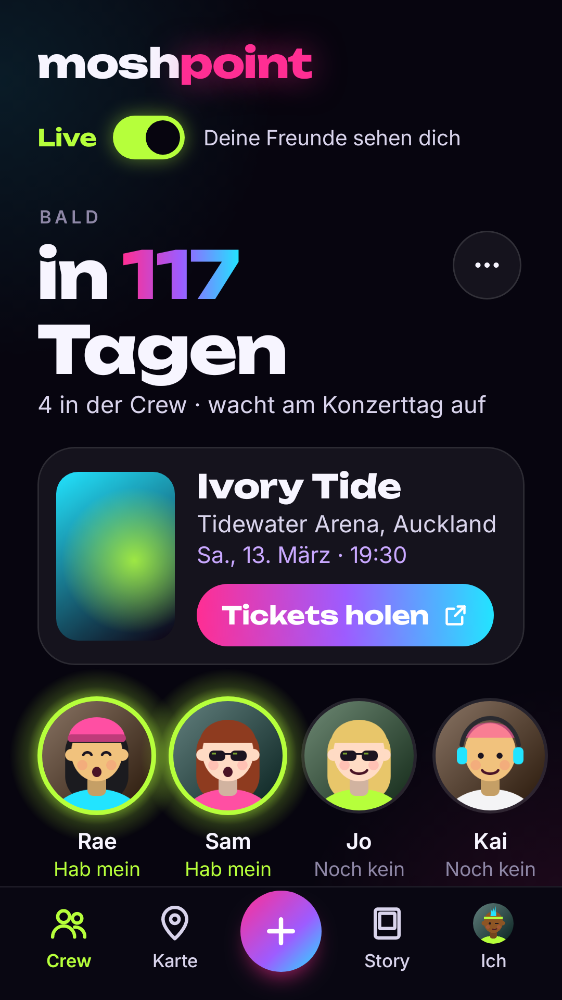 moshpoint
Live
Deine Freunde sehen dich
BALD
in 117
Tagen
4 in der Crew · wacht am Konzerttag auf
Ivory Tide
Tidewater Arena, Auckland
Sa., 13. März · 19:30
Tickets holen
Rae
Sam
Jo
Kai
Hab mein
Hab mein
Noch kein
Noch kein
Crew
Karte
Story
Ich